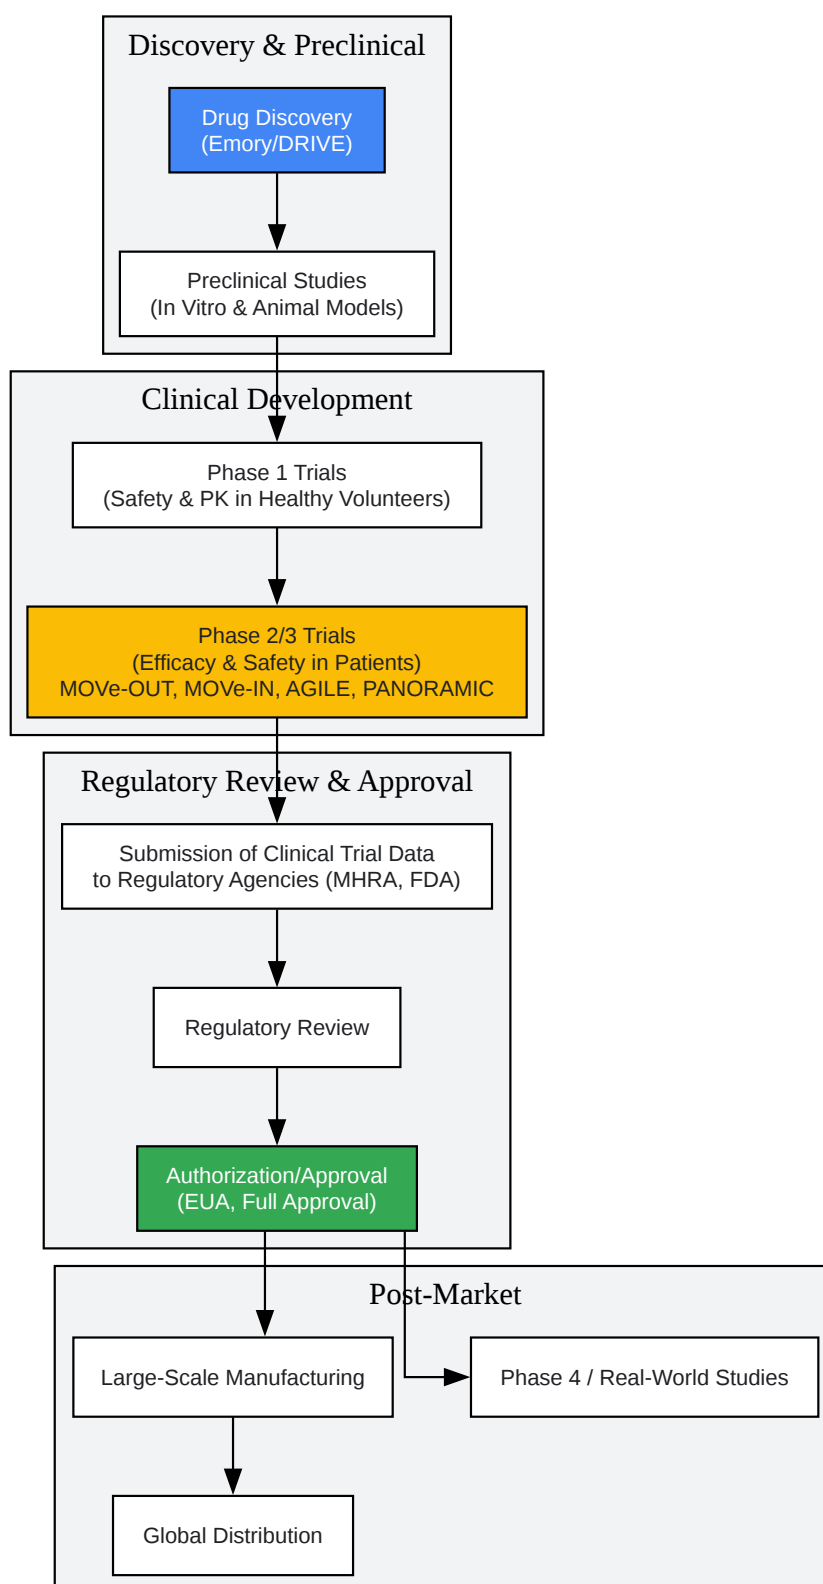 Discovery & Preclinical
Drug Discovery
(Emory/DRIVE)
Preclinical Studies
(In Vitro & Animal Models)
Clinical Development
Phase 1 Trials
(Safety & PK in Healthy Volunteers)
Phase 2/3 Trials
(Efficacy & Safety in Patients)
MOVe-OUT, MOVe-IN, AGILE, PANORAMIC
Regulatory Review & Approval
Submission of Clinical Trial Data
to Regulatory Agencies (MHRA, FDA)
Regulatory Review
Authorization/Approval
(EUA, Full Approval)
Post-Market
Large-Scale Manufacturing
Phase 4 / Real-World Studies
Global Distribution